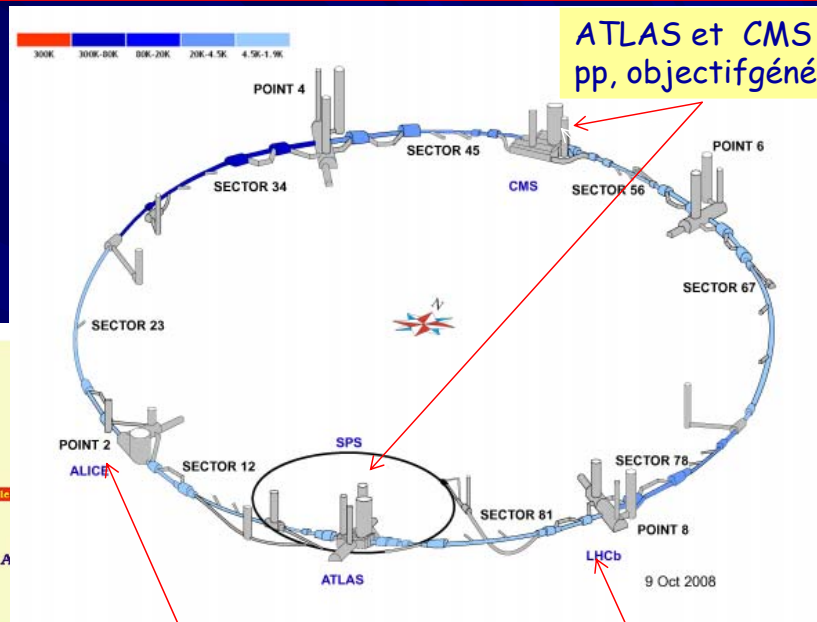 ATLAS et CMS
pp, objectifgéné
300K 300K-80K 80K-20K 20K-4.5K 4.5K-1.9K
POINT 4
SECTOR 45
POINT 6
SECTOR 34
CMS
SECTOR 56
SECTOR 67
SECTOR 23
N
SPS
POINT 2
ALICE
SECTOR 12
SECTOR 78
SECTOR 81
POINT 8
ATLAS
LHCb
9 Oct 2008
le
A